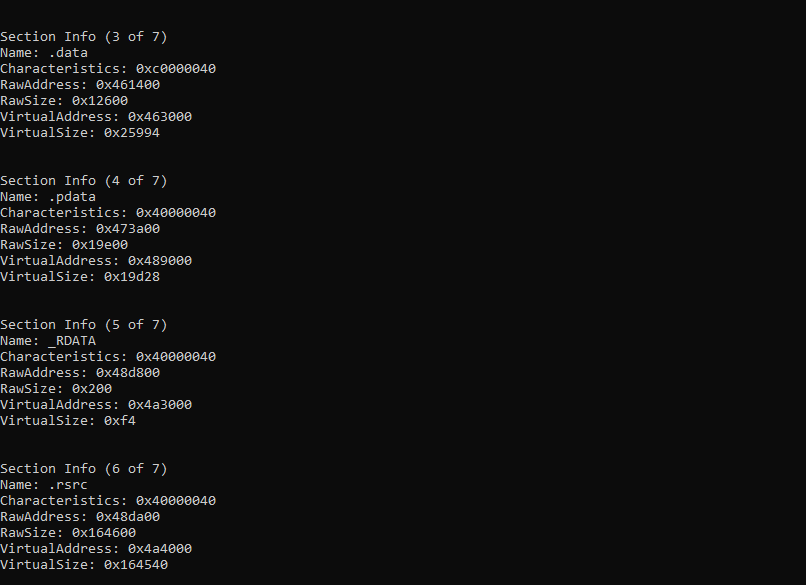 Section Info (3 of 7)
Name: .data
Characteristics: 0xc0000040
RawAddress: 0x461400
RawSize: 0x12600
VirtualAddress: 0x463000
VirtualSize: 0x25994
Section Info (4 of 7)
Name: .pdata
Characteristics: 0x40000040
RawAddress: 0x473a00
RawSize: 0x19e00
VirtualAddress: 0x489000
VirtualSize: 0x19d28
Section Info (5 of 7)
Name: _RDATA
Characteristics: 0x40000040
RawAddress: 0x48d800
RawSize: 0x200
VirtualAddress: 0x4a3000
VirtualSize: 0xf4
Section Info (6 of 7)
Name: .rsrc
Characteristics: 0x40000040
RawAddress: 0x48da00
RawSize: 0x164600
VirtualAddress: 0x4a4000
VirtualSize: 0x164540